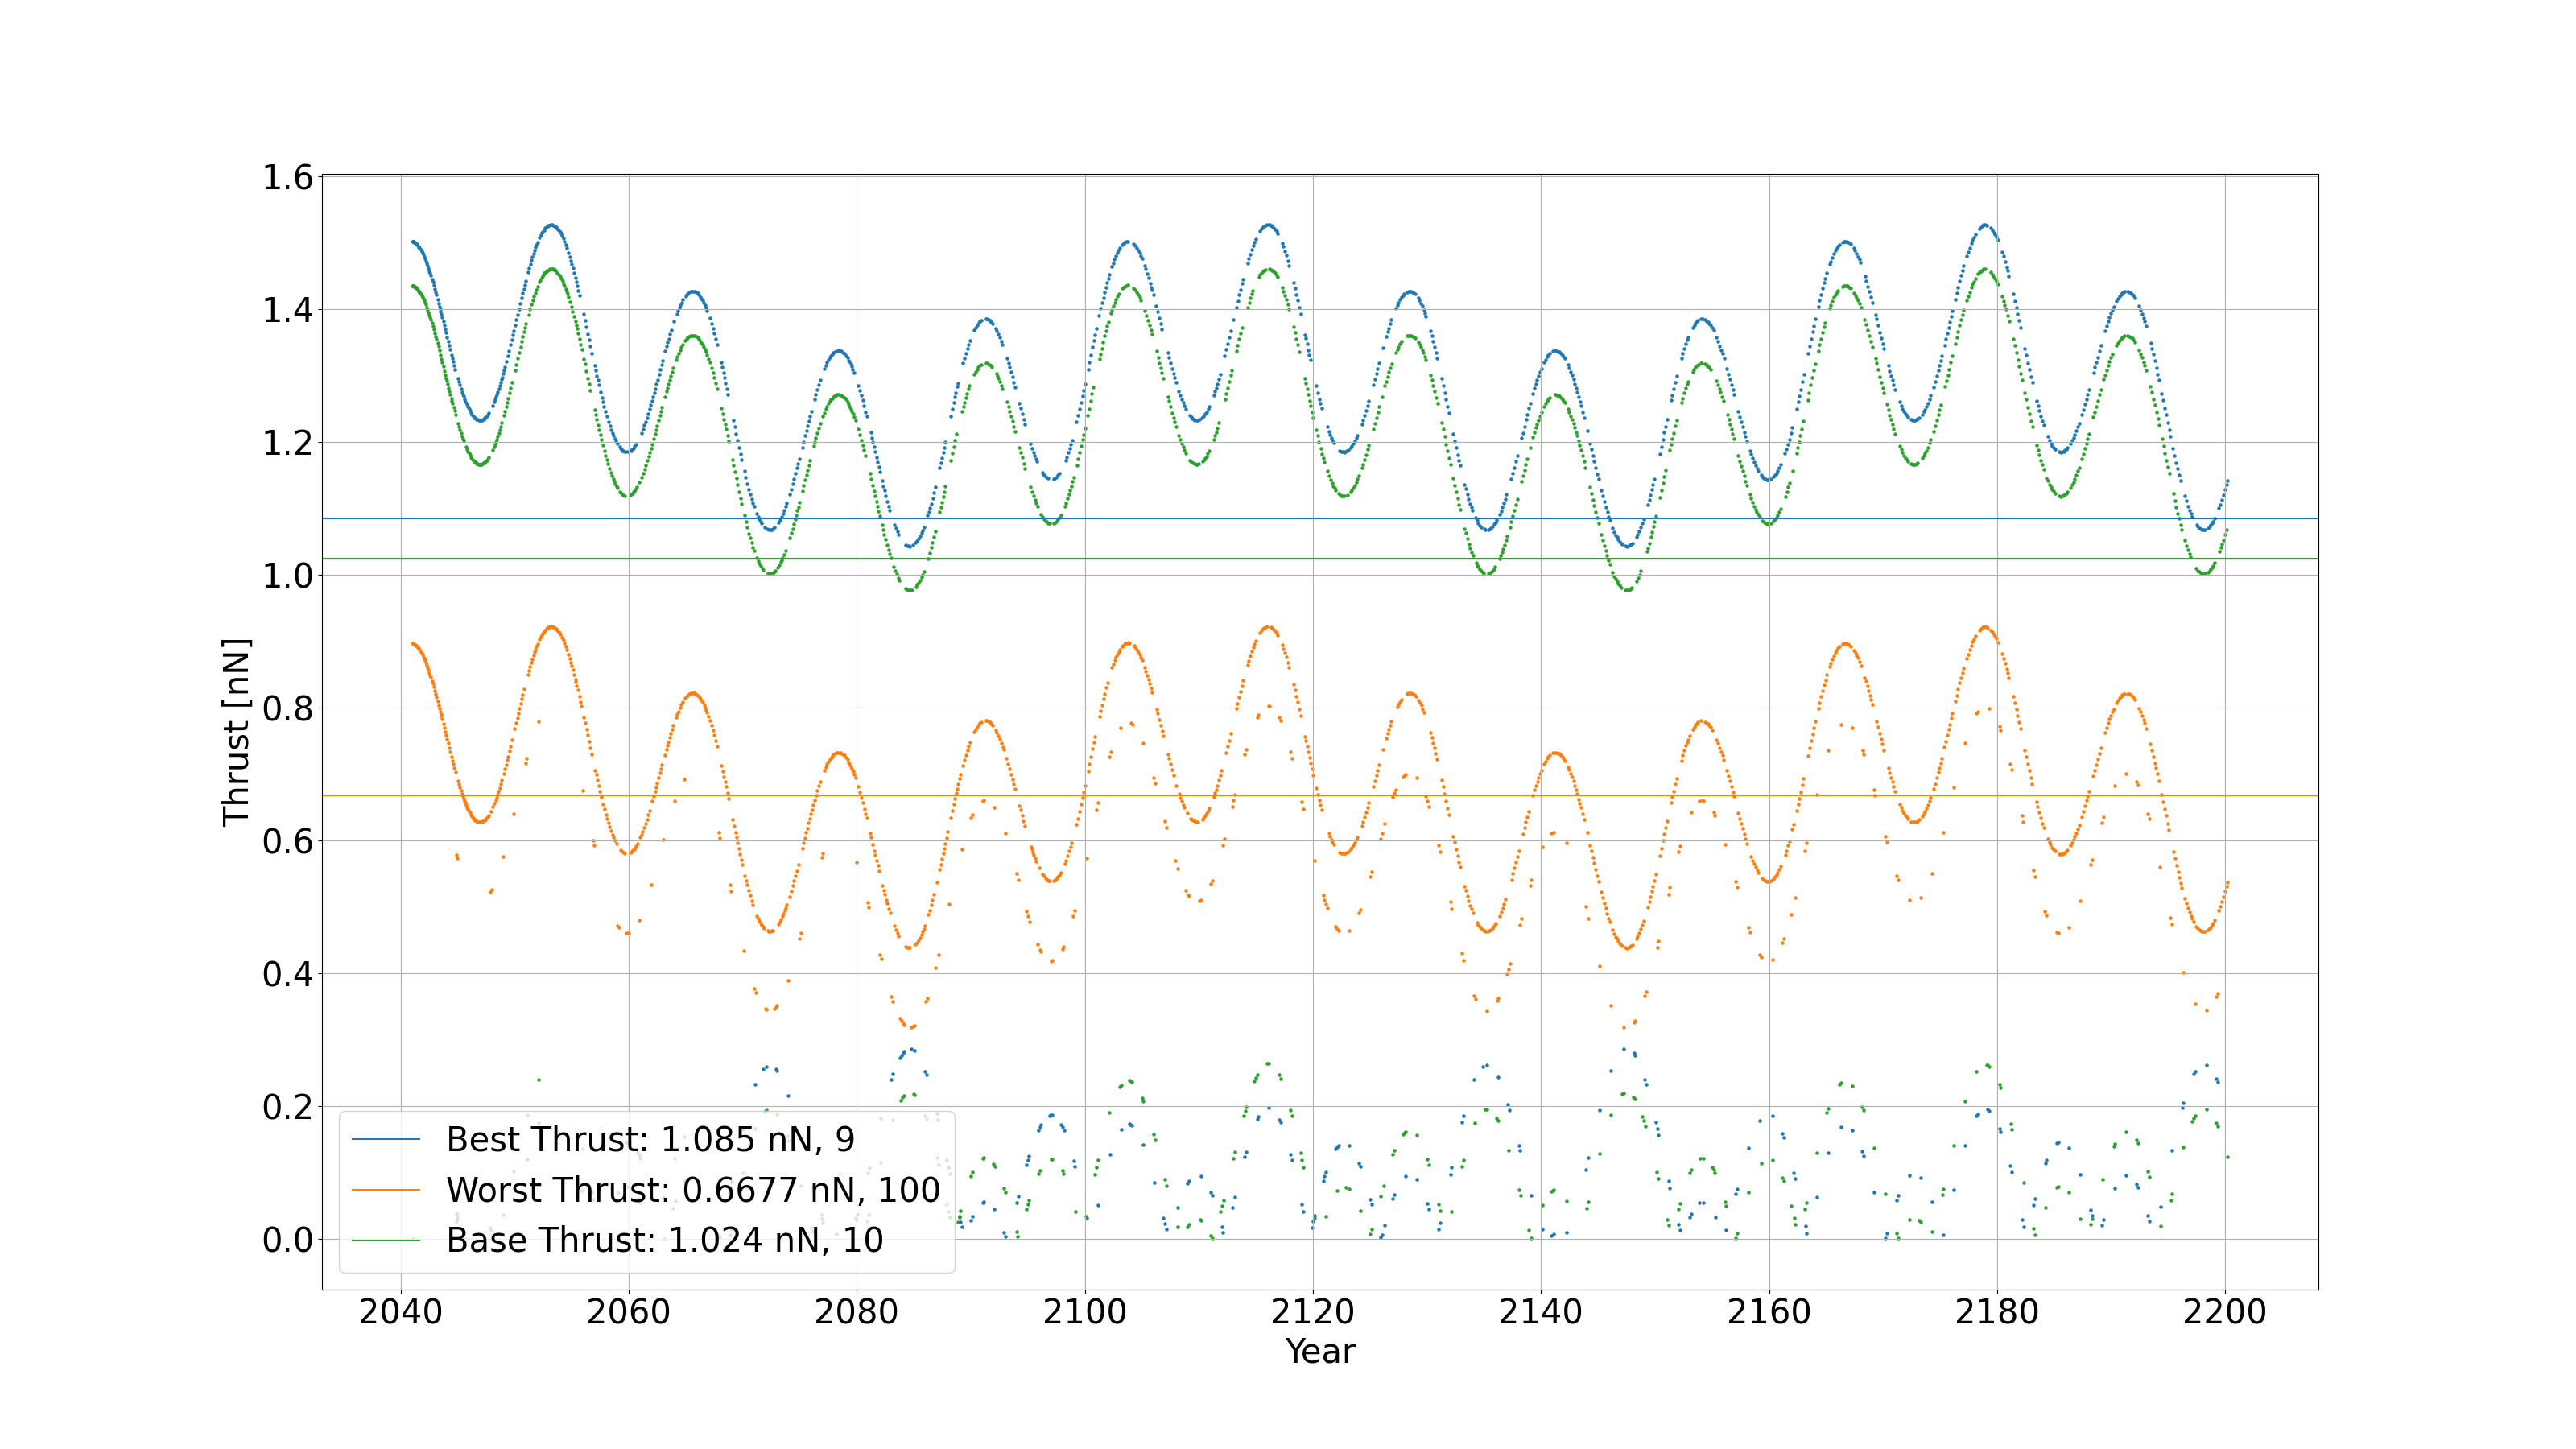 1.6
1.4
1.2
1.0
0.8
0.6
0.4
0.2
0.0
Thrust [nN]
Best Thrust: 1.085 nN, 9
Worst Thrust: 0.6677 nN, 100
Base Thrust: 1.024 nN, 10
2040 2060 2080 2100 2120 2140 2160 2180 2200
Year